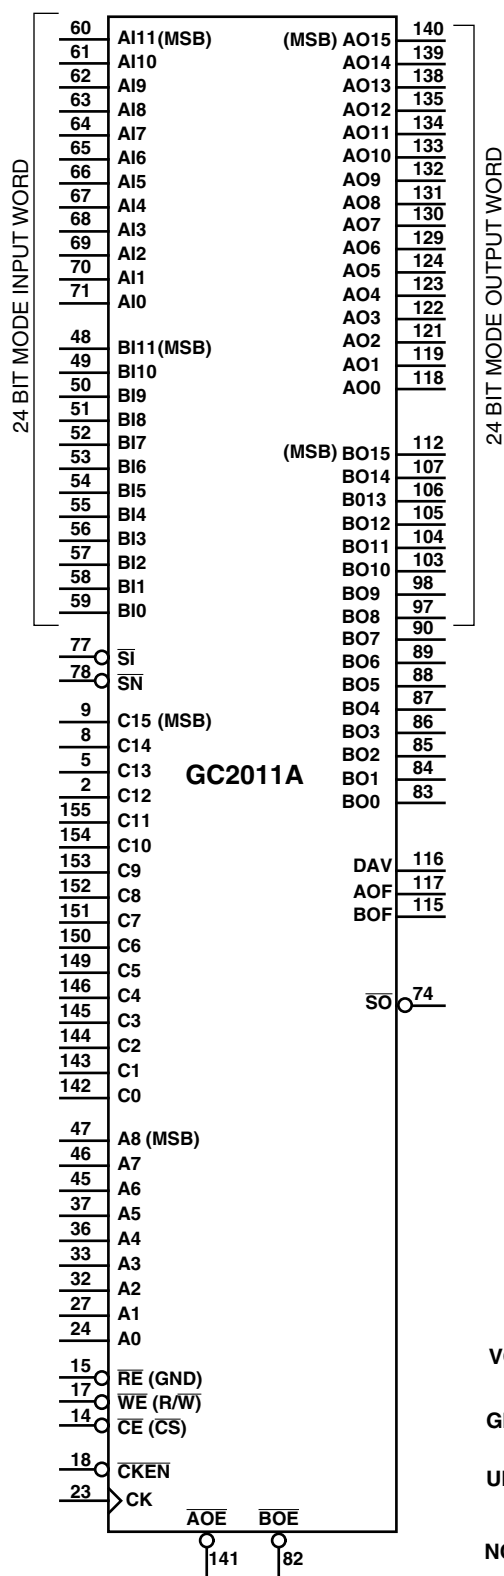 24 BIT MODE INPUT WORD
60 AI11(MSB)
61 AI10
62 AI9
63 AI8
64 AI7
65 AI6
66 AI5
67 AI4
68 AI3
69 AI2
70 AI1
71 AI0
48 BI11(MSB)
49 BI10
50 BI9
51 BI8
52 BI7
53 BI6
54 BI5
55 BI4
56 BI3
57 BI2
58 BI1
59 BI0
77 SI
78 SN
9 C15 (MSB)
8 C14
5 C13
2 C12
155 C11
154 C10
153 C9
152 C8
151 C7
150 C6
149 C5
146 C4
145 C3
144 C2
143 C1
142 C0
47 A8 (MSB)
46 A7
45 A6
37 A5
36 A4
33 A3
32 A2
27 A1
24 A0
15 RE (GND)
17 WE (R/W)
14 CE (CS)
18 CKEN
23 CK
GC2011A
(MSB) AO15 140
AO14 139
AO13 138
AO12 135
AO11 134
AO10 133
AO9 132
AO8 131
AO7 130
AO6 129
AO5 124
AO4 123
AO3 122
AO2 121
AO1 119
AO0 118
(MSB) BO15 112
BO14 107
B013 106
BO12 105
BO11 104
BO10 103
BO9 98
BO8 97
BO7 90
BO6 89
BO5 88
BO4 87
BO3 86
BO2 85
BO1 84
BO0 83
24 BIT MODE OUTPUT WORD
DAV 116
AOF 117
BOF 115
SO 74
AOE BOE
141 82